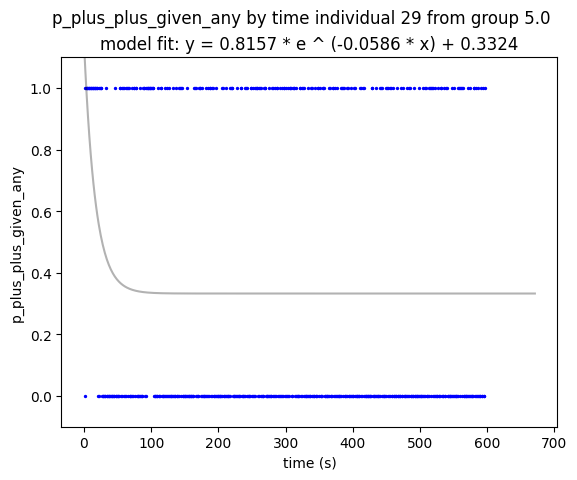 p_plus_plus_given_any by time individual 29 from group 5.0
model fit: y = 0.8157 * e ^ (-0.0586 * x) + 0.3324
p_plus_plus_given_any
1.0
0.8
0.6
0.4
0.2
0.0
0 100 200 300 400 500 600 700
time (s)